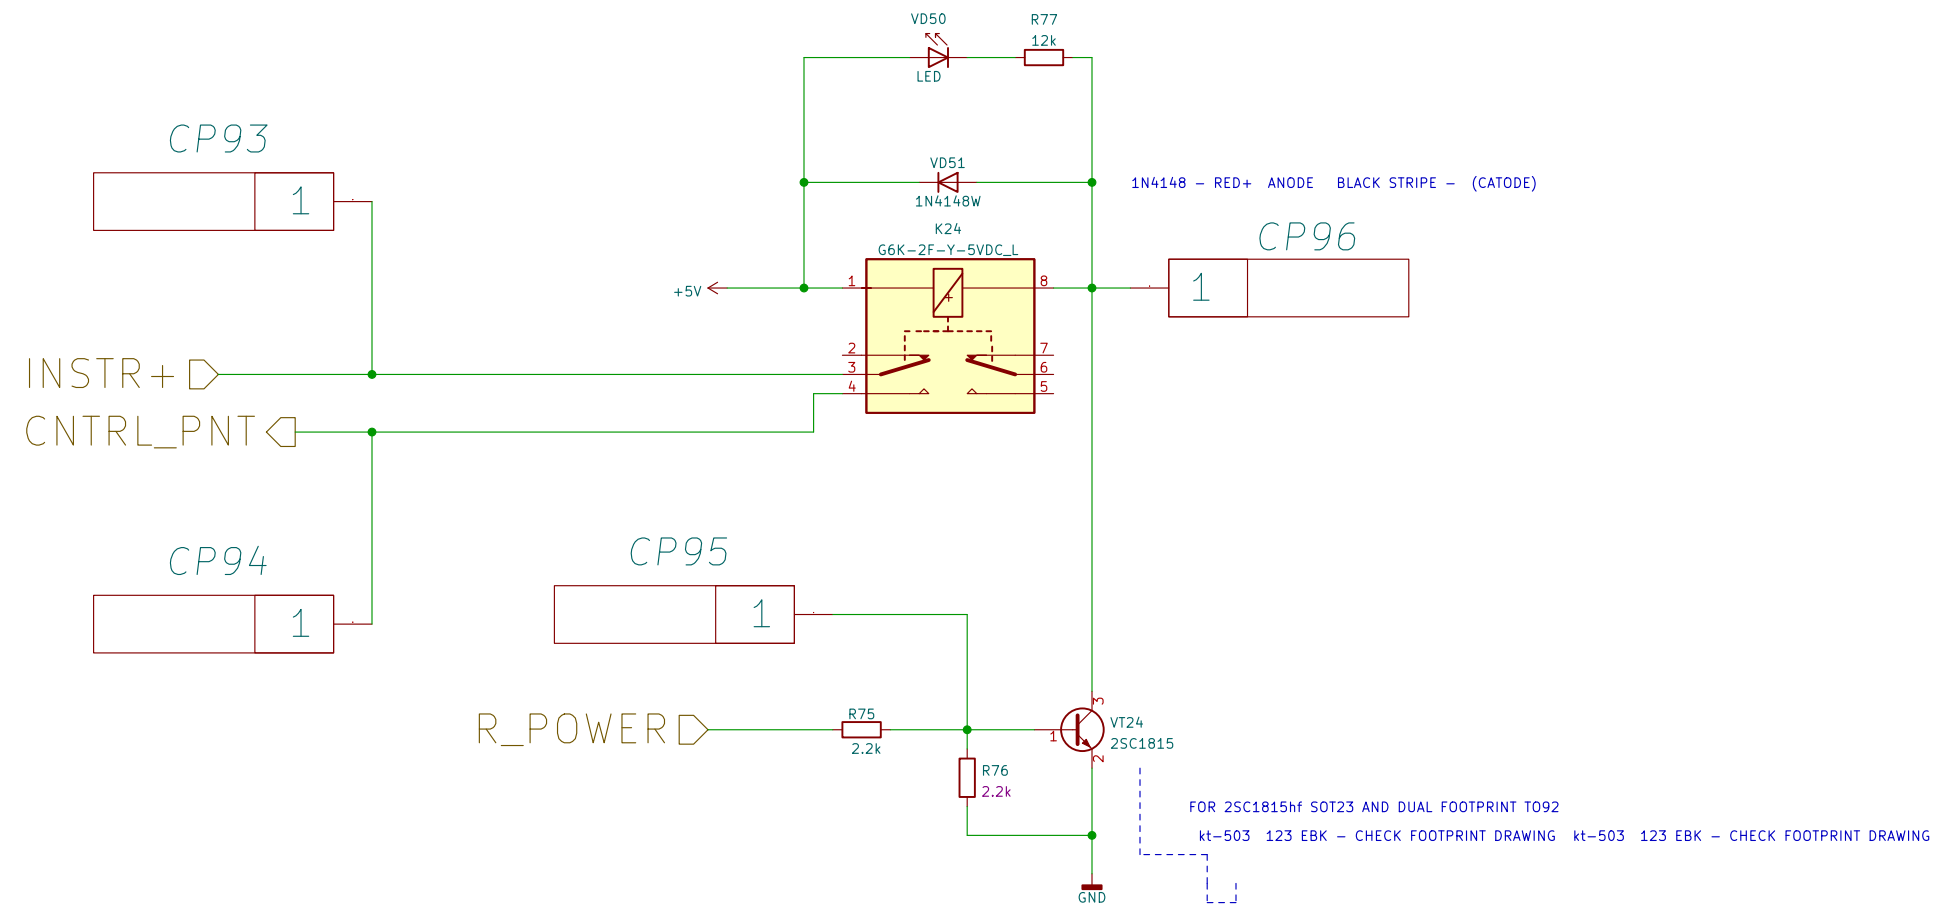 VD50
R77
12k
LED
CP93
1
VD51
1N4148 - RED+ ANODE BLACK STRIPE - (CATODE)
1N4148W
K24
G6K-2F-Y-5VDC_L
CP96
1
+5V
1
8
+
2
7
3
6
4
5
INSTR+
CNTRL_PNT
CP94
1
CP95
1
R_POWER
R75
2.2k
1
3
VT24
2SC1815
2
R76
2.2k
FOR 2SC1815hf SOT23 AND DUAL FOOTPRINT TO92
kt-503 123 EBK - CHECK FOOTPRINT DRAWING kt-503 123 EBK - CHECK FOOTPRINT DRAWING
GND